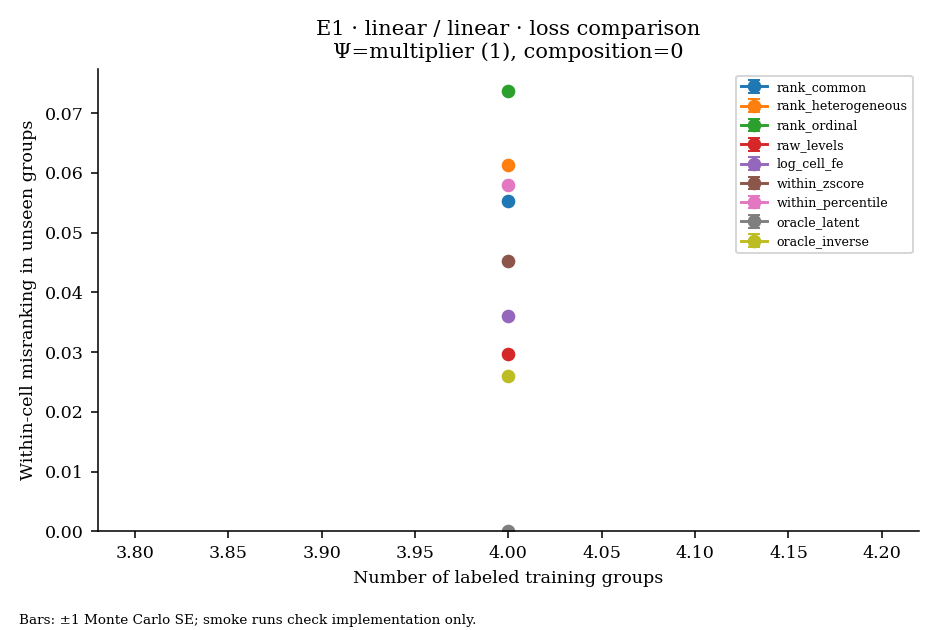 E1 · linear / linear · loss comparison
Ψ=multiplier (1), composition=0
Within-cell misranking in unseen groups
0.07
0.06
0.05
0.04
0.03
0.02
0.01
0.00
rank_common
rank_heterogeneous
rank_ordinal
raw_levels
log_cell_fe
within_zscore
within_percentile
oracle_latent
oracle_inverse
3.80 3.85 3.90 3.95 4.00 4.05 4.10 4.15 4.20
Number of labeled training groups
Bars: ±1 Monte Carlo SE; smoke runs check implementation only.